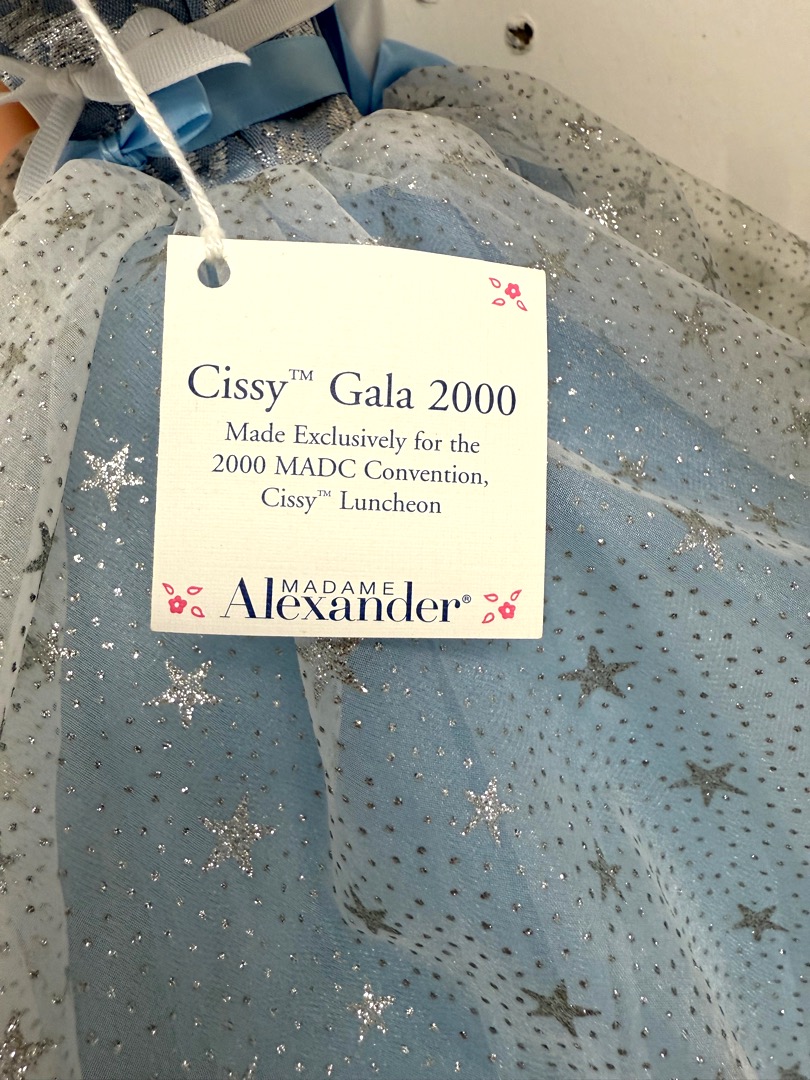 Cissy™ Gala 2000
Made Exclusively for the
2000 MADC Convention,
Cissy™ Luncheon
MADAME
Alexander®